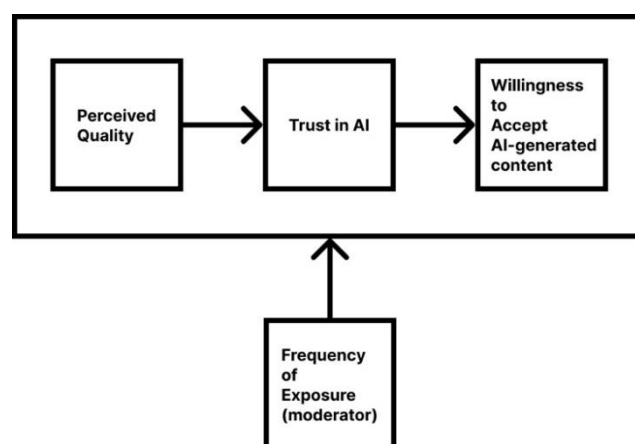 Perceived
Quality
Trust in AI
Willingness
to
Accept
AI-generated
content
Frequency
of
Exposure
(moderator)